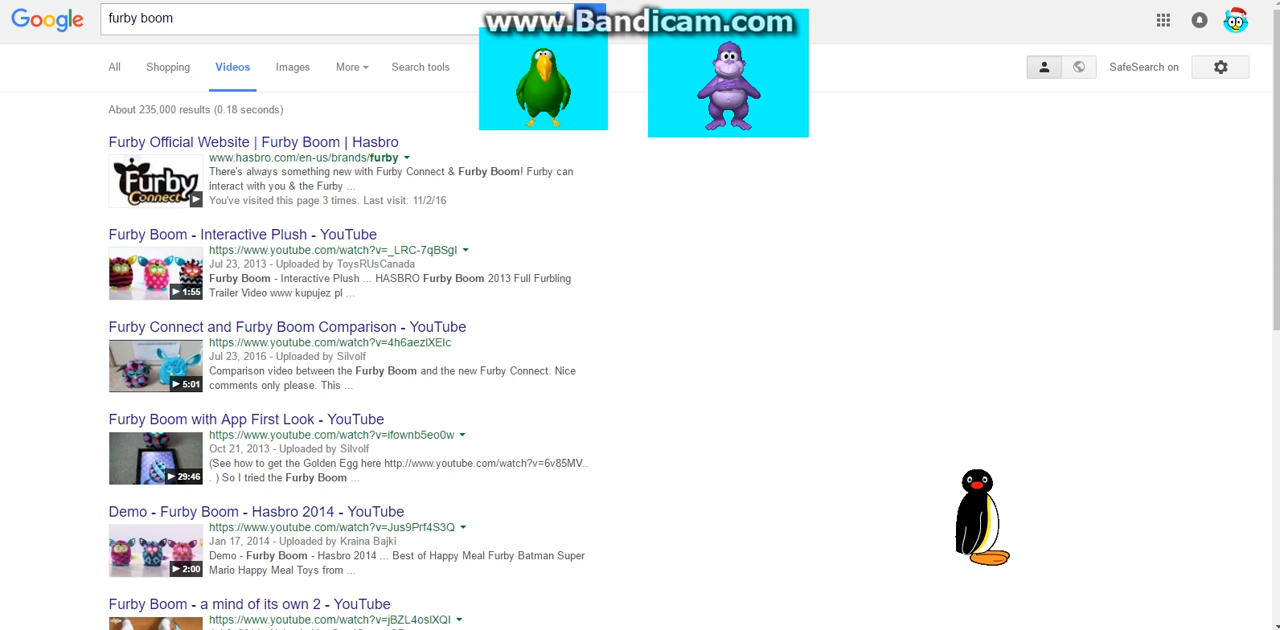 www.Bandicam.com
Google
furby boom
All Shopping Videos Images More Search tools
SafeSearch on
About 235,000 results (0.18 seconds)
Furby Official Website | Furby Boom | Hasbro
www.hasbro.com/en-us/brands/furby
There's always something new with Furby Connect & Furby Boom! Furby can
interact with you & the Furby ...
You've visited this page 3 times. Last visit: 11/2/16
Furby
Connect
Furby Boom - Interactive Plush - YouTube
https://www.youtube.com/watch?v=_LRC-7qBSgI
Jul 23, 2013 - Uploaded by ToysRUsCanada
Furby Boom - Interactive Plush ... HASBRO Furby Boom 2013 Full Furbling
Trailer Video www kupujez pl ...
1:55
Furby Connect and Furby Boom Comparison - YouTube
https://www.youtube.com/watch?v=4h6aezlXEIc
Jul 23, 2016 - Uploaded by Silvolf
Comparison video between the Furby Boom and the new Furby Connect. Nice
comments only please. This ...
5:01
Furby Boom with App First Look - YouTube
https://www.youtube.com/watch?v=ifownb5eo0w
Oct 21, 2013 - Uploaded by Silvolf
(See how to get the Golden Egg here http://www.youtube.com/watch?v=6v85MV..
. ) So I tried the Furby Boom ...
29:46
Demo - Furby Boom - Hasbro 2014 - YouTube
https://www.youtube.com/watch?v=Jus9Prf4S3Q
Jan 17, 2014 - Uploaded by Kraina Bajki
Demo - Furby Boom - Hasbro 2014 ... Best of Happy Meal Furby Batman Super
Mario Happy Meal Toys from ...
2:00
Furby Boom - a mind of its own 2 - YouTube
https://www.youtube.com/watch?v=jBZL4oslXQI